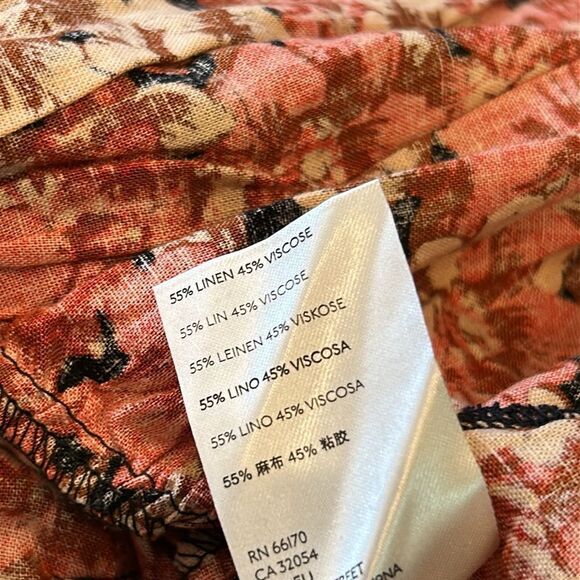 55% LINEN 45% VISCOSE
55% LIN 45% VISCOSE
55% LEINEN 45% VISKOSE
55% LINO 45% VISCOSA
55% LINO 45% VISCOSA
55% 麻布 45% 粘胶
RN 66170
CA 32054